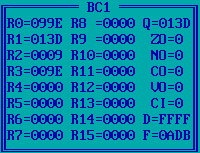 BC1
R0=099E R8 =0000 Q=013D
R1=013D R9 =0000 ZO=0
R2=0009 R10=0000 NO=0
R3=099E R11=0000 CO=0
R4=0000 R12=0000 VO=0
R5=0000 R13=0000 CI=0
R6=0000 R14=0000 D=FFFF
R7=0000 R15=0000 F=0ADB